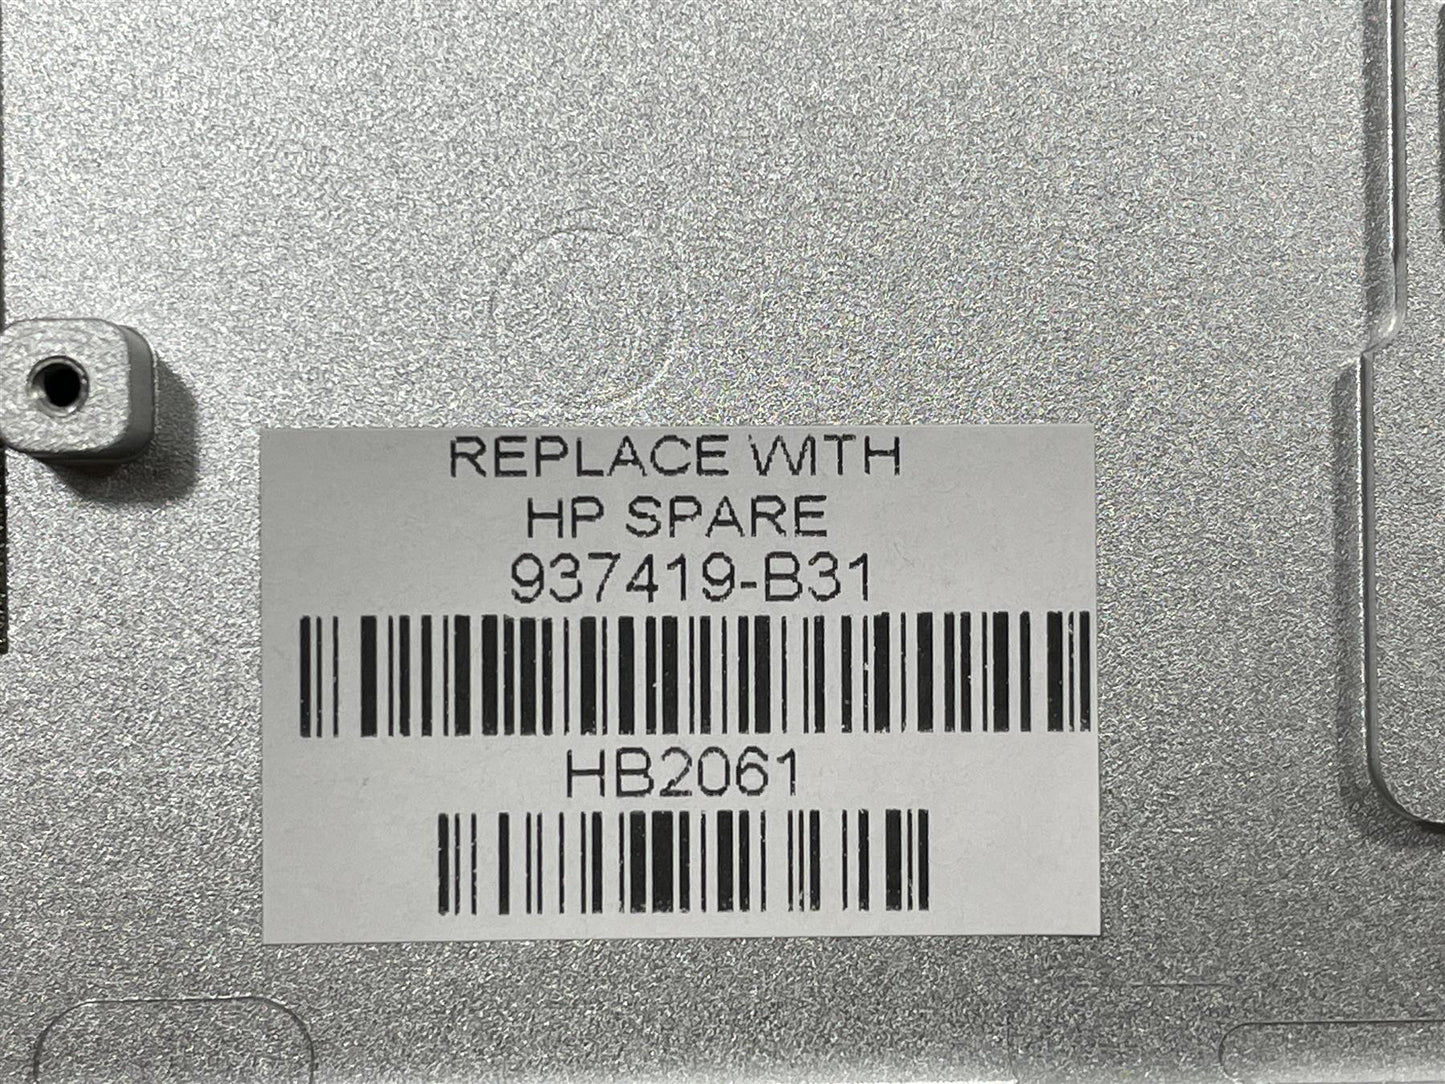 REPLACE WITH
HP SPARE
937419-B31
HB2061